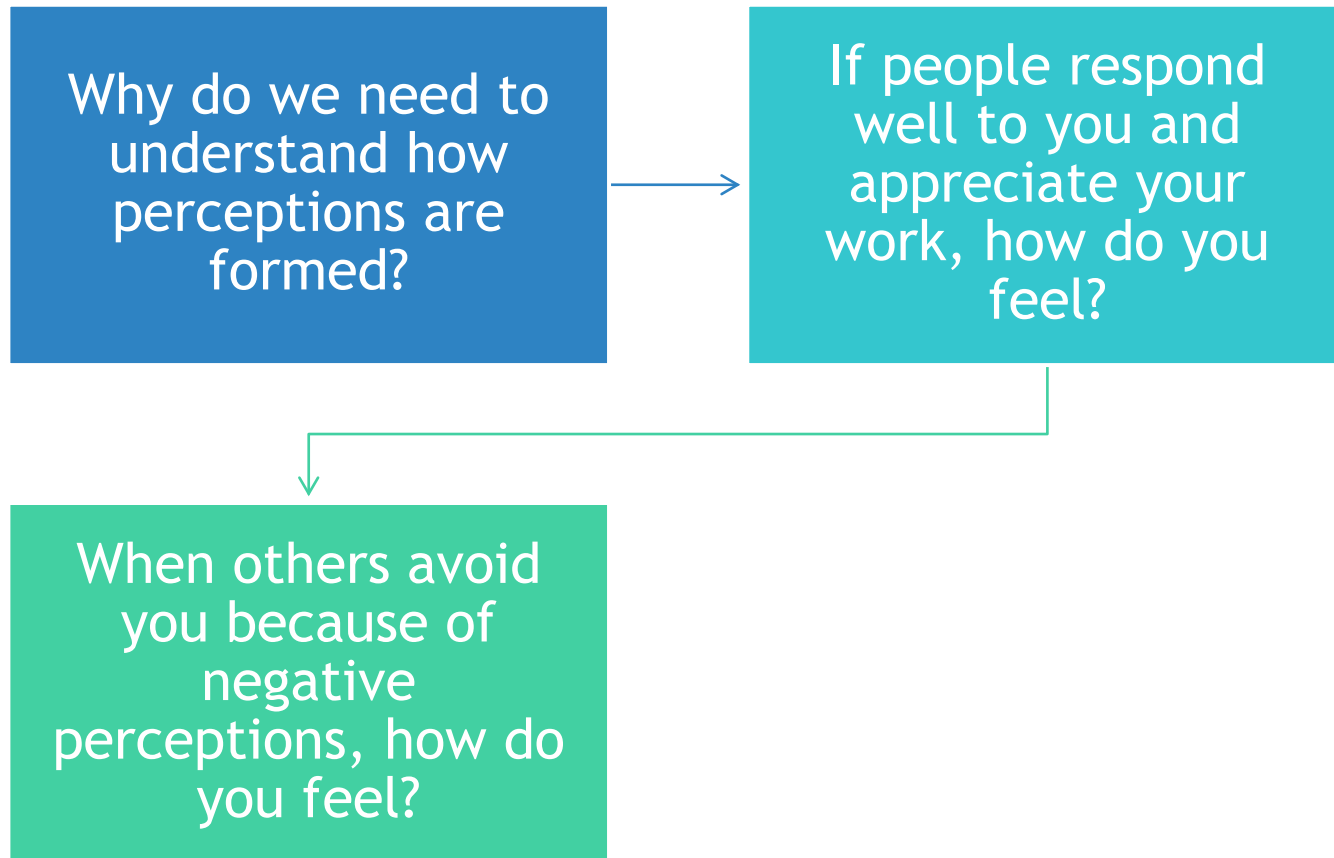 Why do we need to
understand how
perceptions are
formed?
If people respond
well to you and
appreciate your
work, how do you
feel?
When others avoid
you because of
negative
perceptions, how do
you feel?